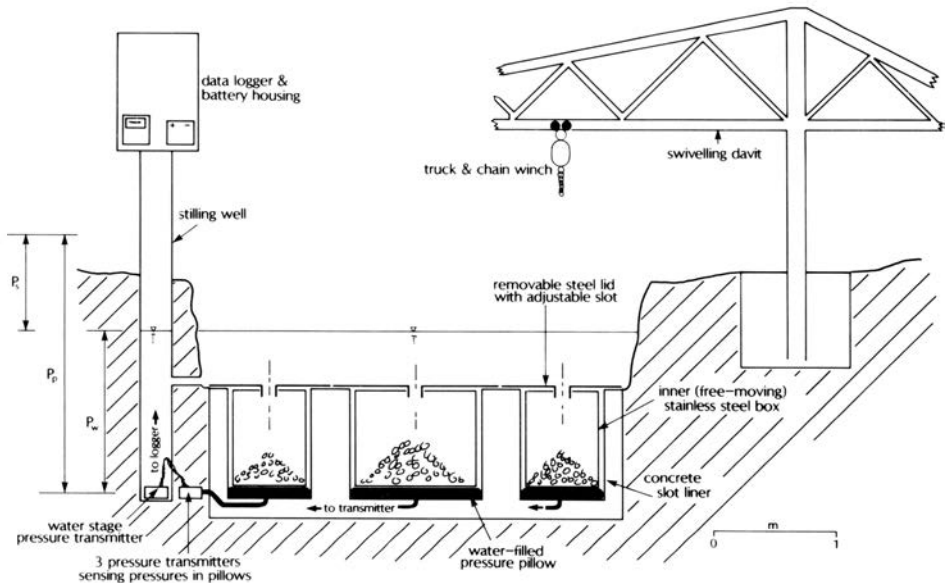 data logger &
battery housing
+ −
swivelling davit
truck & chain winch
stilling well
Ps
removable steel lid
with adjustable slot
Pp
inner (free-moving)
stainless steel box
Pw
to logger
concrete
slot liner
to transmitter
water stage
pressure transmitter
water-filled
pressure pillow
m
0 1
3 pressure transmitters
sensing pressures in pillows